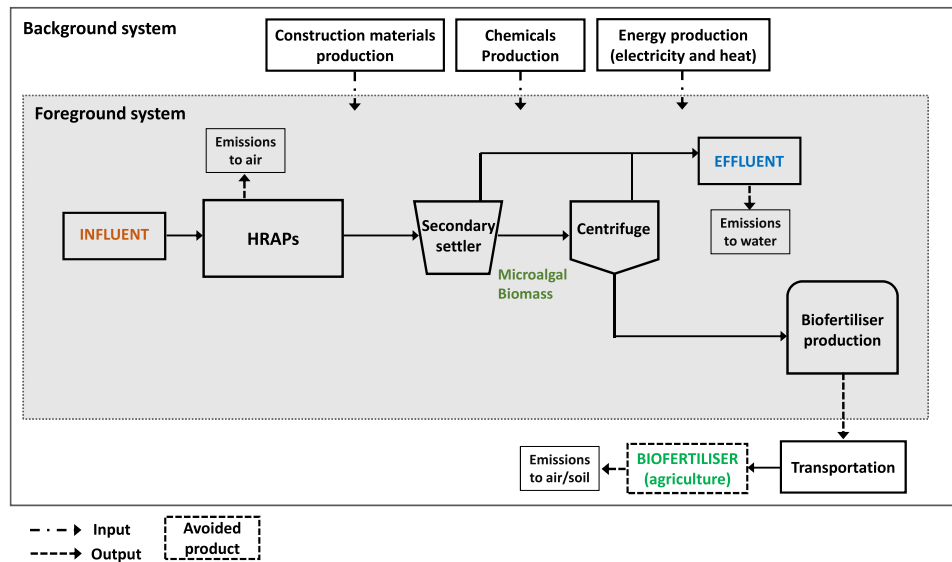 Background system
Construction materials
production
Chemicals
Production
Energy production
(electricity and heat)
Foreground system
Emissions
to air
EFFLUENT
INFLUENT
HRAPs
Secondary
settler
Centrifuge
Emissions
to water
Microalgal
Biomass
Biofertiliser
production
Emissions
to air/soil
BIOFERTILISER
(agriculture)
Transportation
Input
Output
Avoided
product